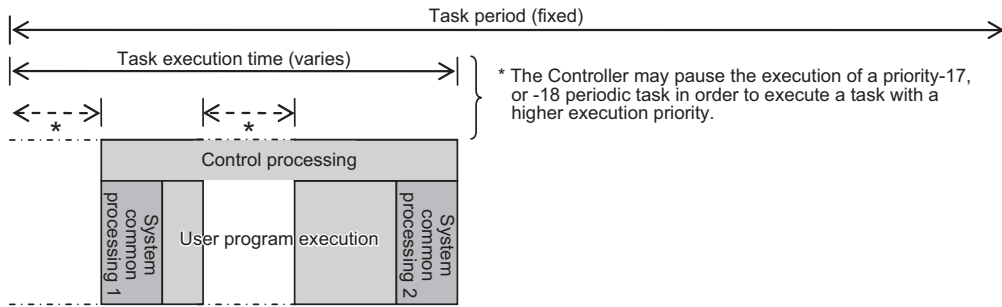 Task period (fixed)
Task execution time (varies)
* The Controller may pause the execution of a priority-17,
or -18 periodic task in order to execute a task with a
higher execution priority.
*
*
Control processing
System
common
processing 1
User program execution
System
common
processing 2